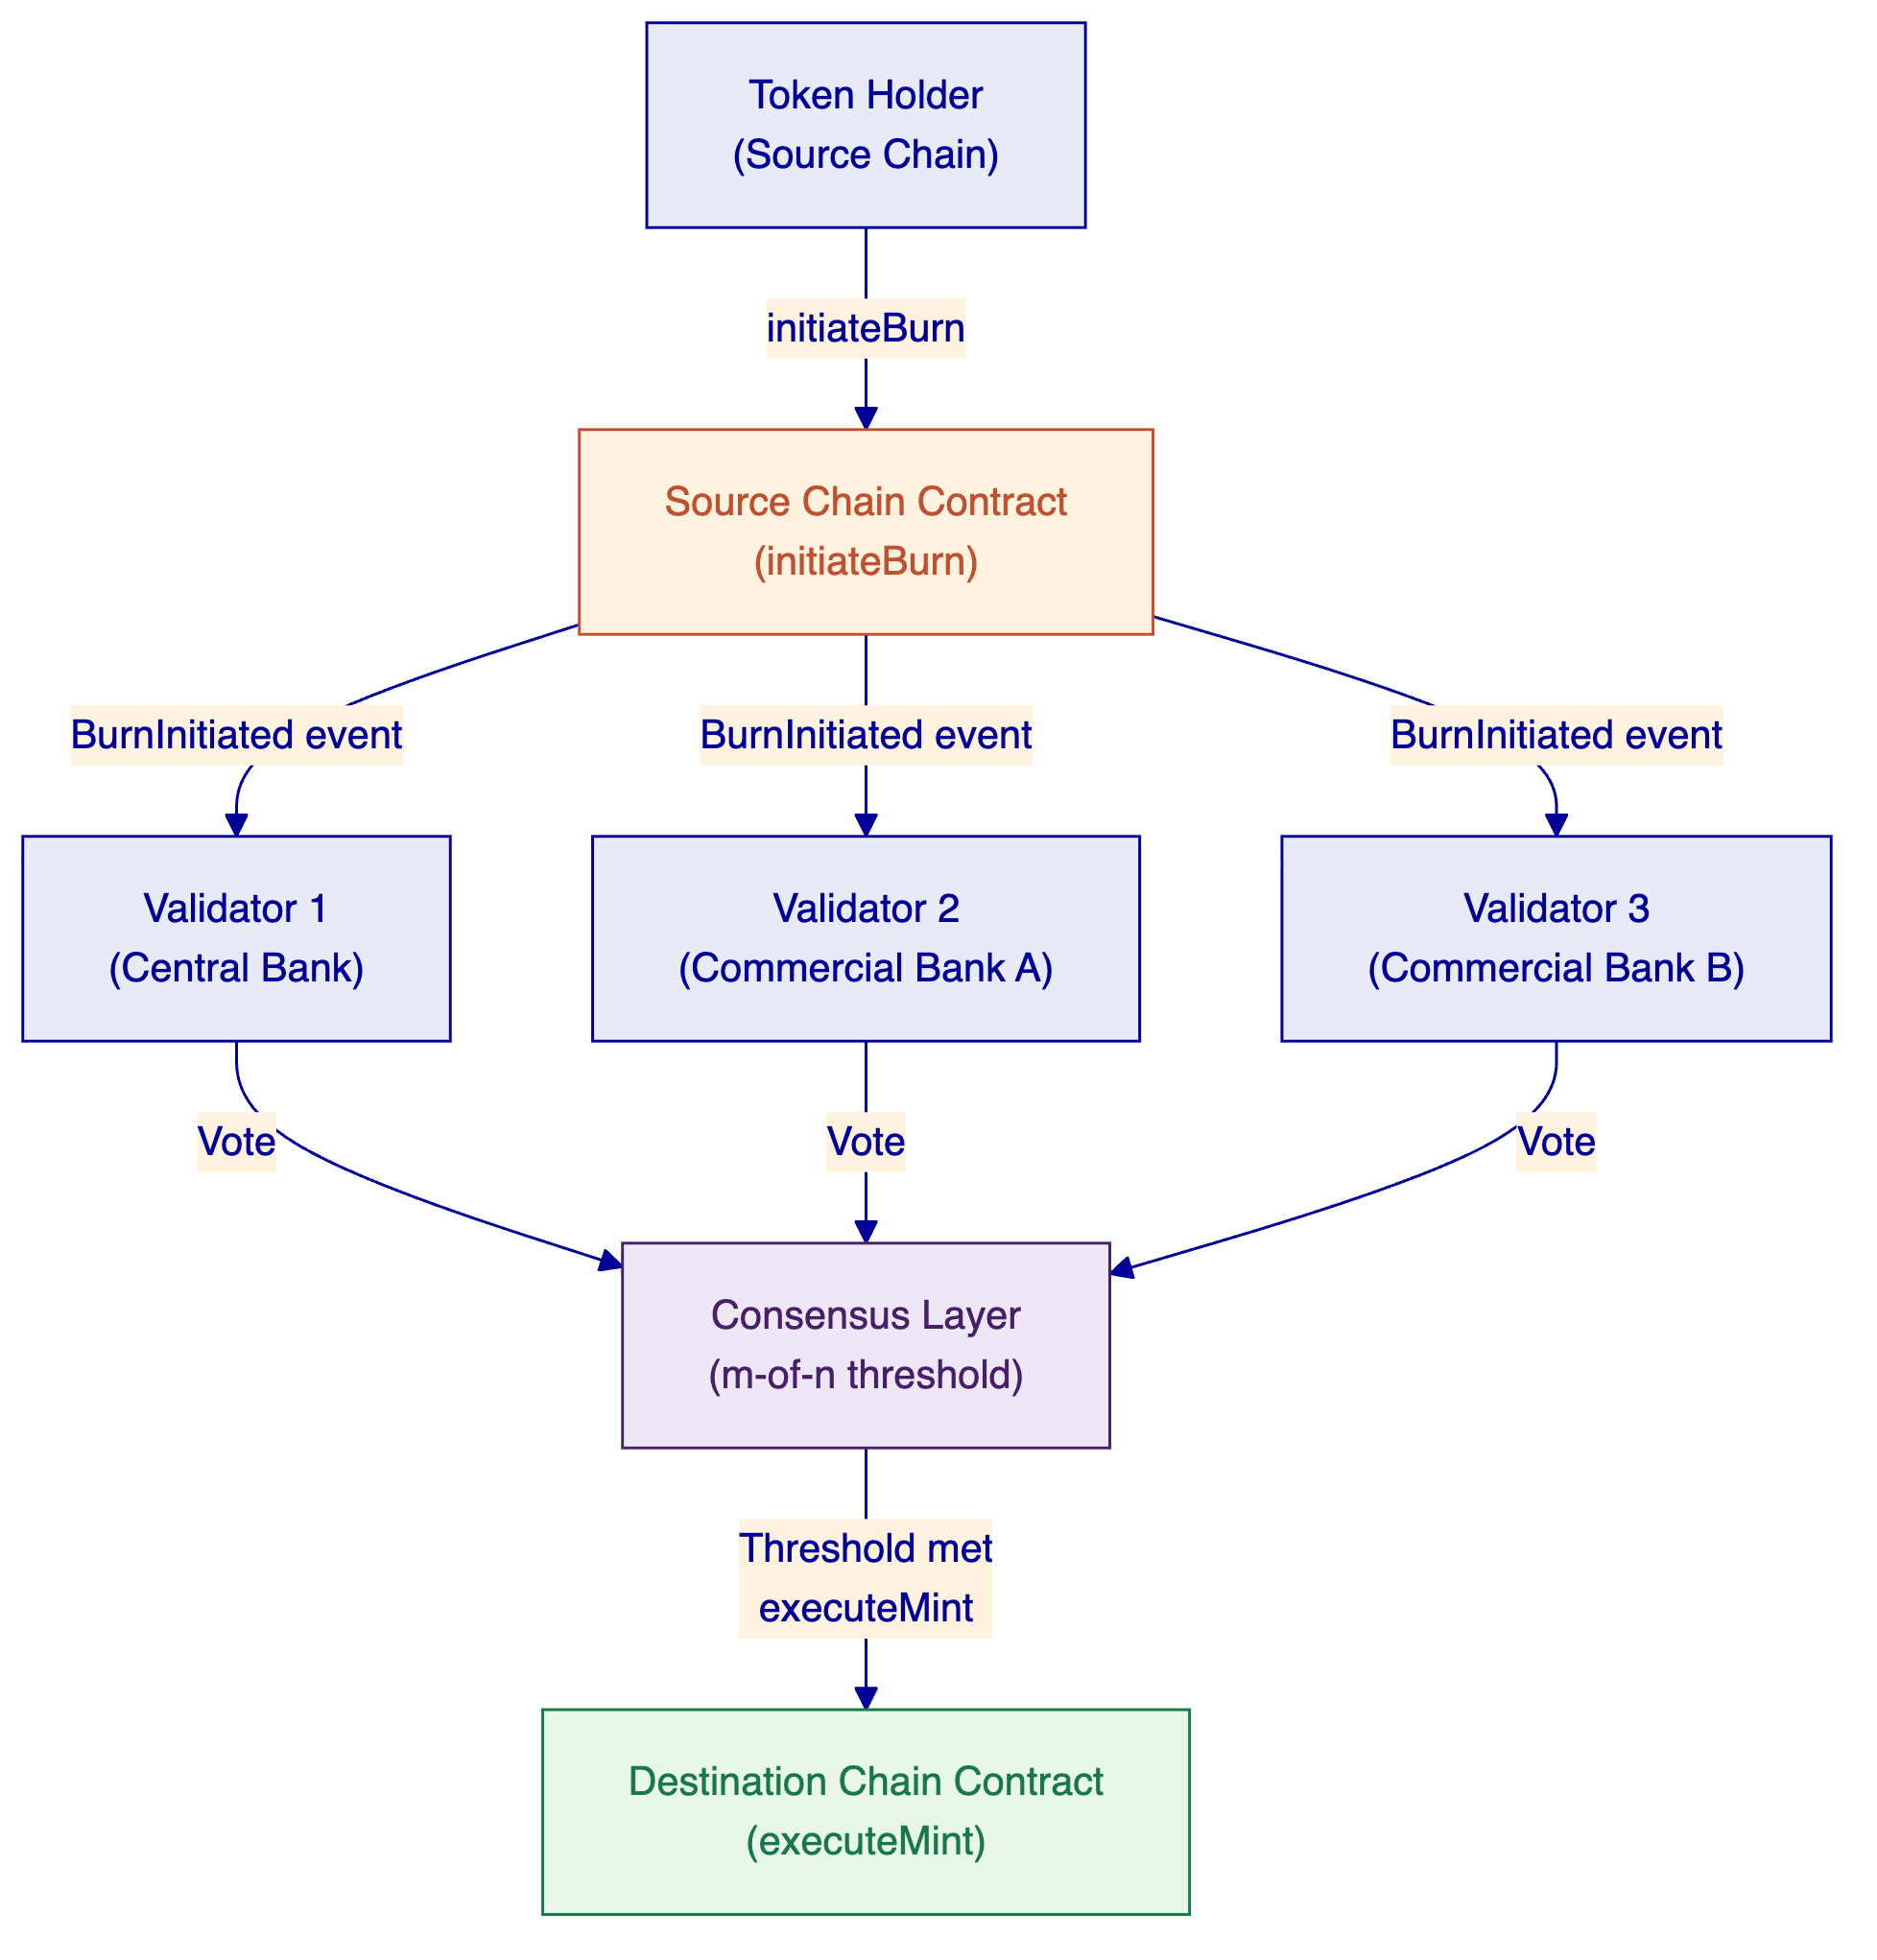 Token Holder
(Source Chain)
initiateBurn
Source Chain Contract
(initiateBurn)
BurnInitiated event
BurnInitiated event
BurnInitiated event
Validator 1
(Central Bank)
Validator 2
(Commercial Bank A)
Validator 3
(Commercial Bank B)
Vote
Vote
Vote
Consensus Layer
(m-of-n threshold)
Threshold met
executeMint
Destination Chain Contract
(executeMint)